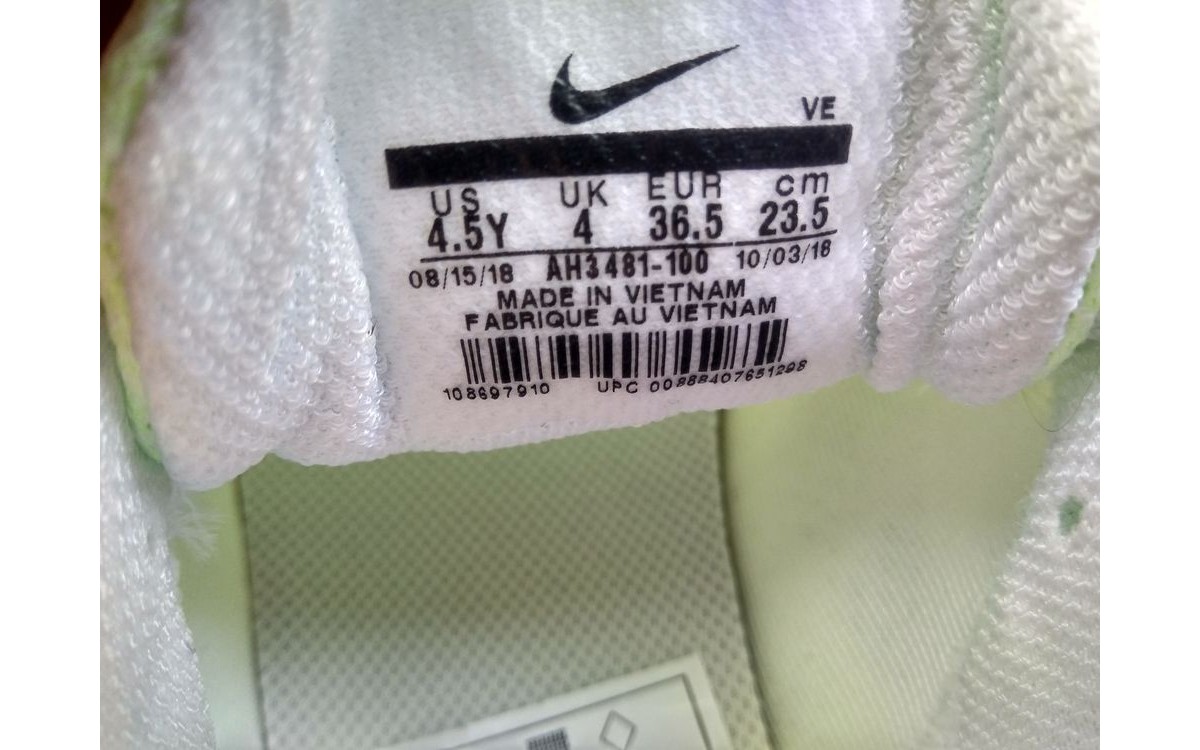 VE
US UK EUR cm
4.5Y 4 36.5 23.5
08/15/18 AH3481-100 10/03/18
MADE IN VIETNAM
FABRIQUE AU VIETNAM
108697910 UPC 00888407651298